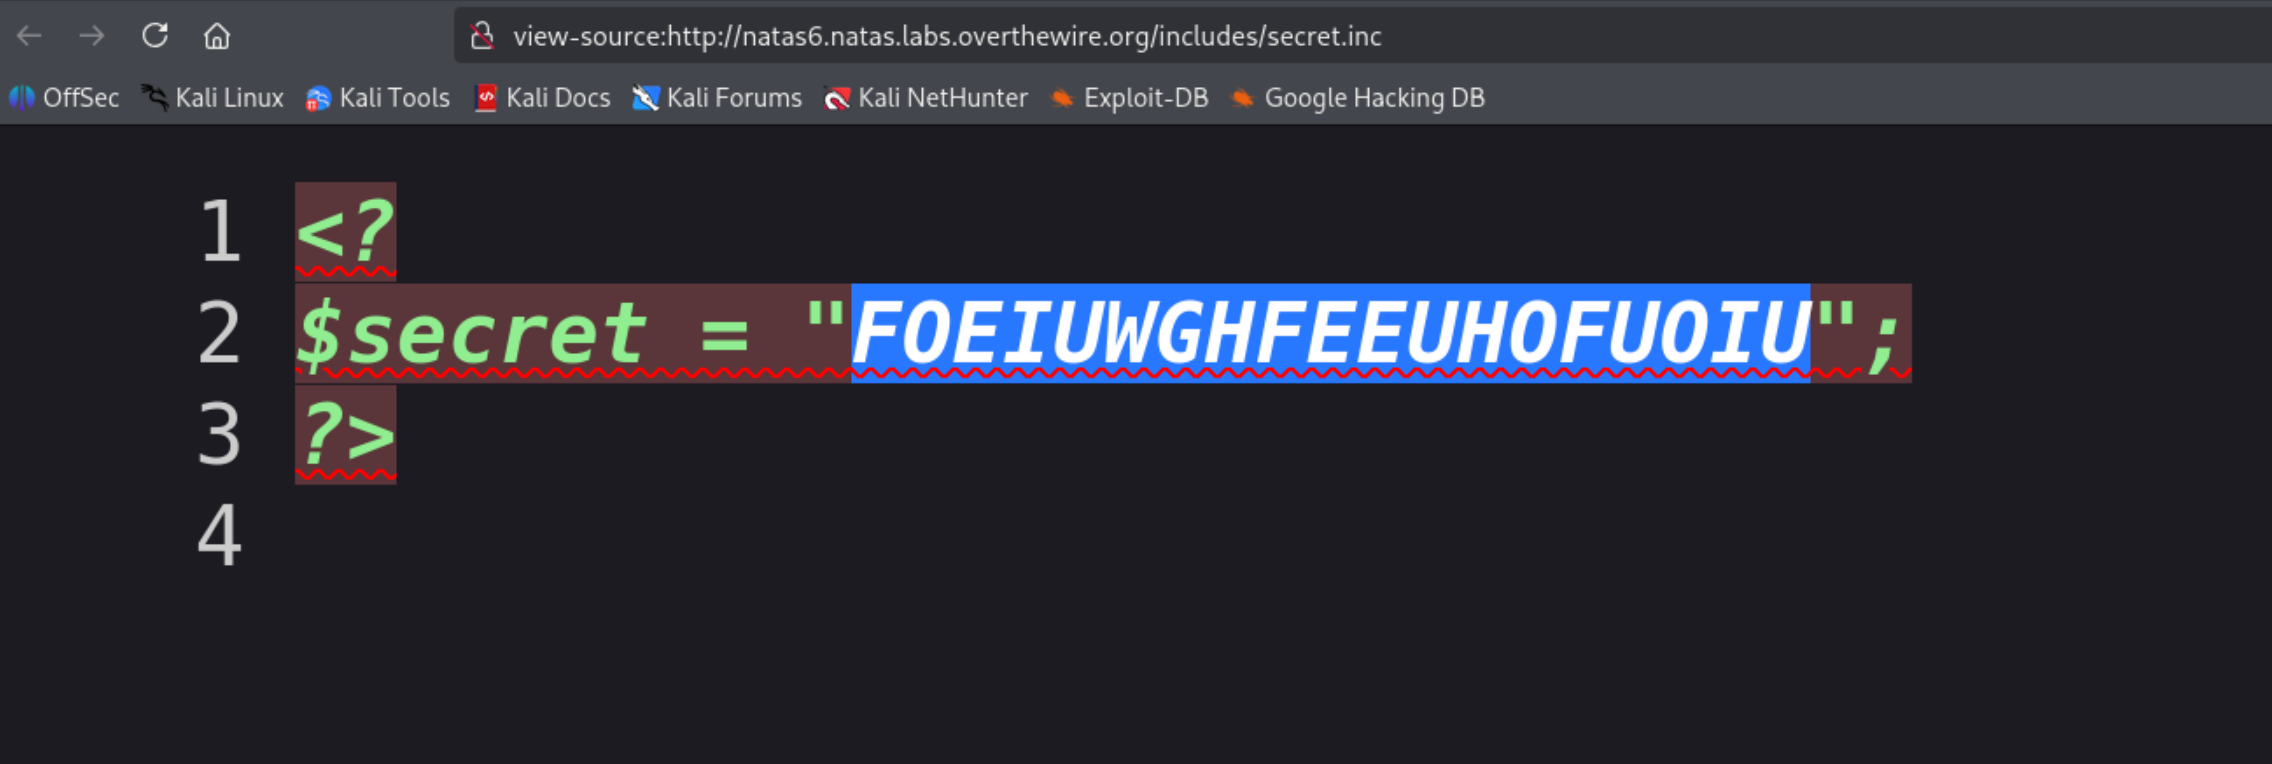 view-source:http://natas6.natas.labs.overthewire.org/includes/secret.inc
OffSec Kali Linux Kali Tools Kali Docs Kali Forums Kali NetHunter Exploit-DB Google Hacking DB
1 <?
2 $secret = "FOEIUWGHFEEUHOFUOIU";
3 ?>
4